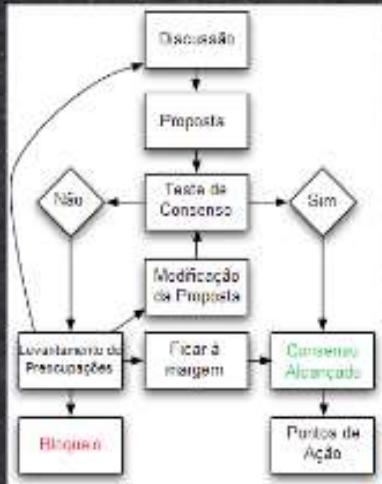 Discussão
Proposta
Não
Teste de
Consenso
Sim
Modificação
da Proposta
Levantamento de
Preocupações
Ficar à
margem
Consenso
Alcançado
Bloqueio
Pontos de
Ação